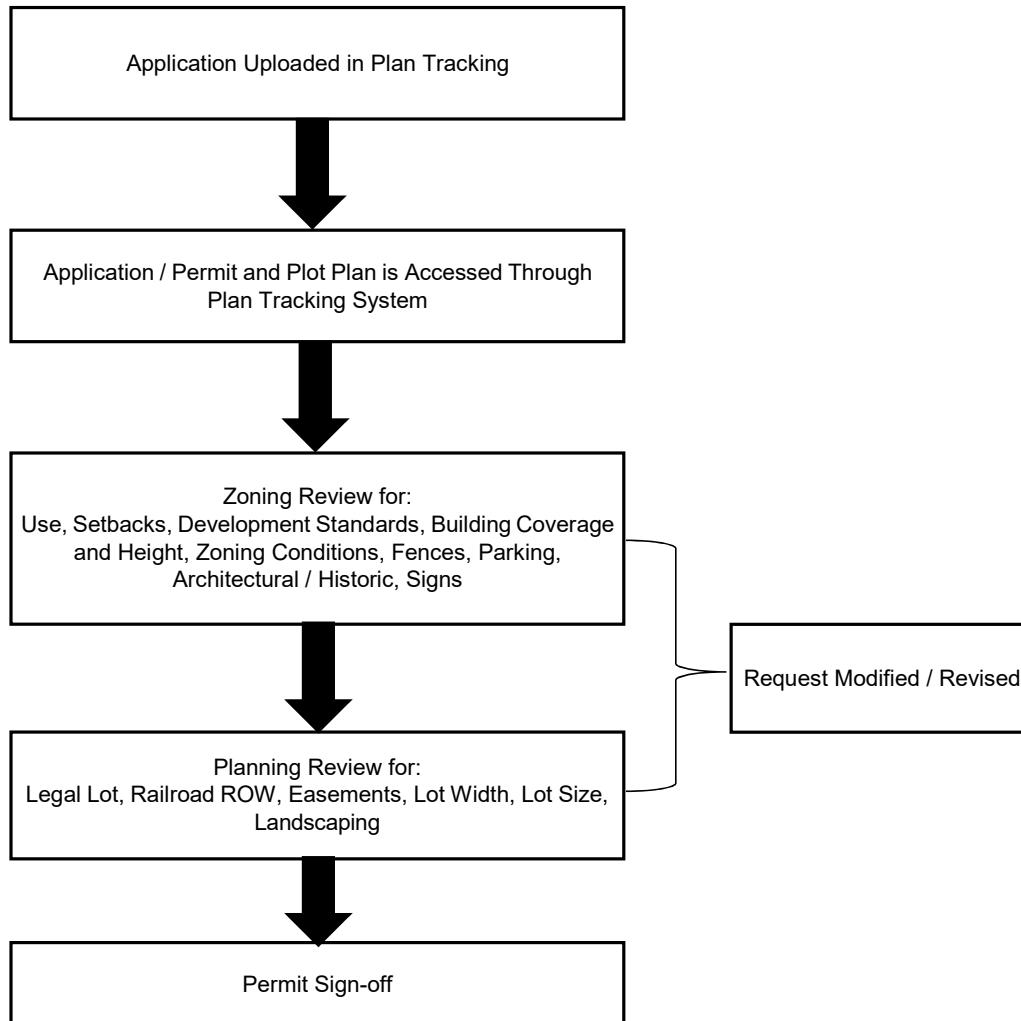 Application Uploaded in Plan Tracking
Application / Permit and Plot Plan is Accessed Through
Plan Tracking System
Zoning Review for:
Use, Setbacks, Development Standards, Building Coverage
and Height, Zoning Conditions, Fences, Parking,
Architectural / Historic, Signs
Request Modified / Revised
Planning Review for:
Legal Lot, Railroad ROW, Easements, Lot Width, Lot Size,
Landscaping
Permit Sign-off